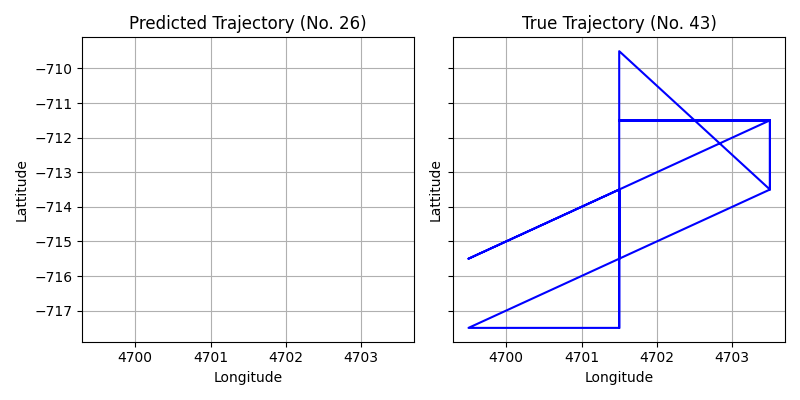 Predicted Trajectory (No. 26)
True Trajectory (No. 43)
−710
−711
−712
−713
−714
−715
−716
−717
Lattitude
Lattitude
4700 4701 4702 4703
4700 4701 4702 4703
Longitude
Longitude